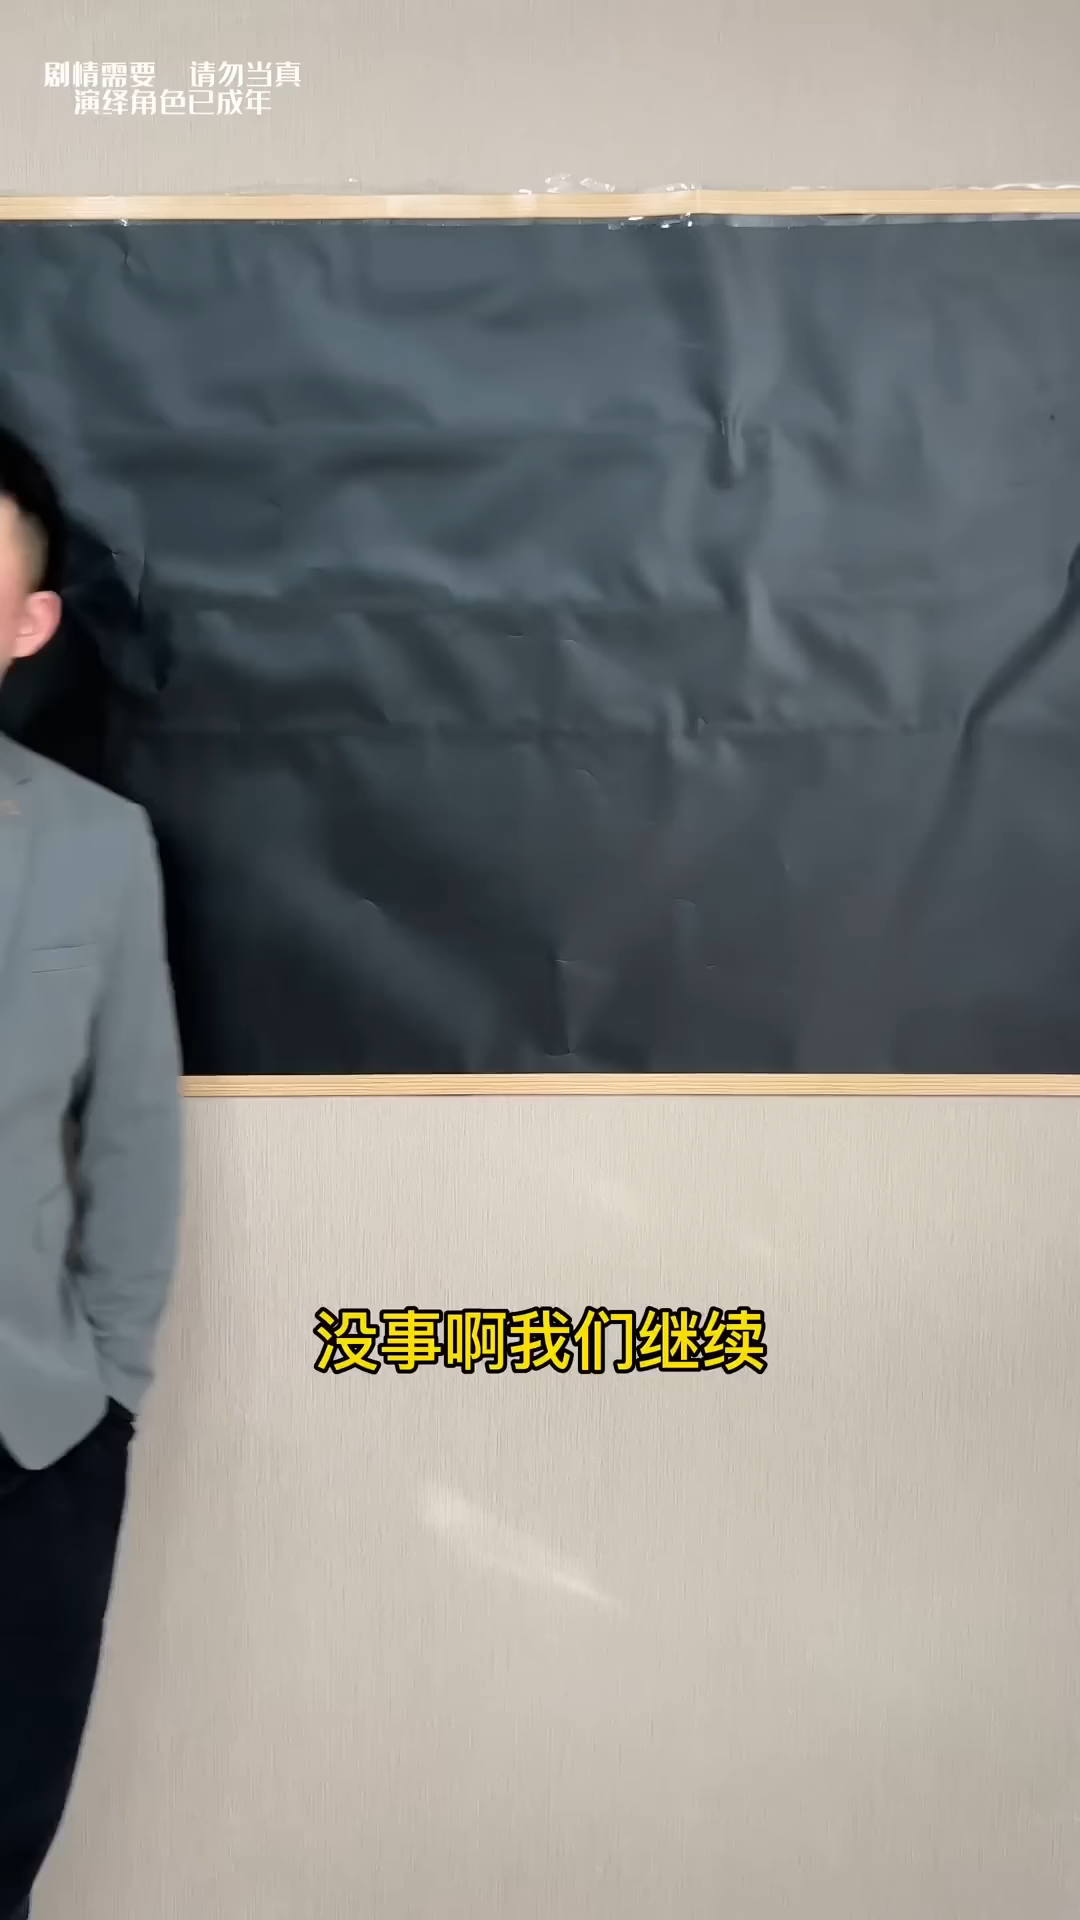 剧情需要 请勿当真
演绎角色已成年
没事啊我们继续